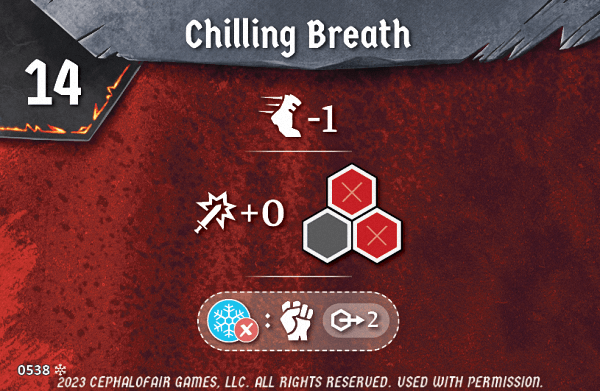 Chilling Breath
14
-1
+0
: 2
0538
2023 CEPHALOFAIR GAMES, LLC. ALL RIGHTS RESERVED. USED WITH PERMISSION.